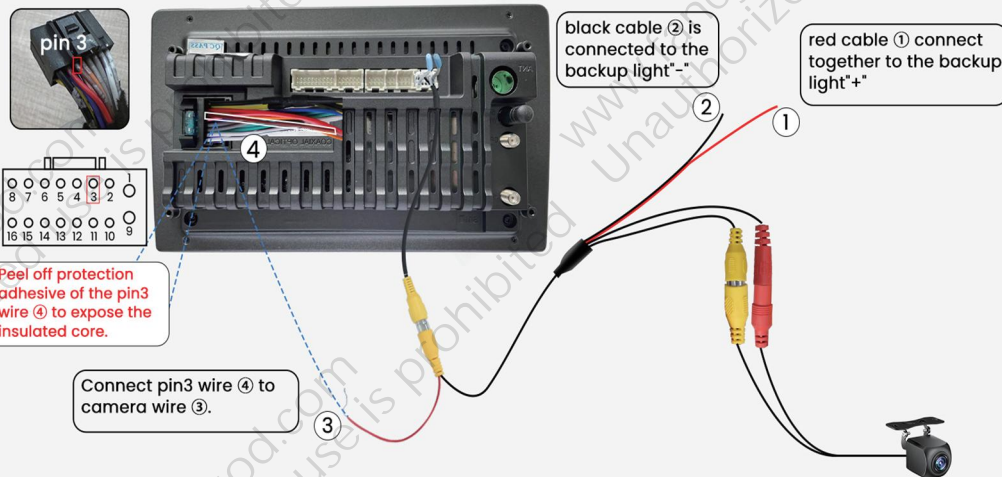 pin 3
black cable ② is
connected to the
backup light"-"
red cable ① connect
together to the backup
light"+"
②
①
④
8 7 6 5 4 3 2 1
16 15 14 13 12 11 10 9
Peel off protection
adhesive of the pin3
wire ④ to expose the
insulated core.
Connect pin3 wire ④ to
camera wire ③.
③